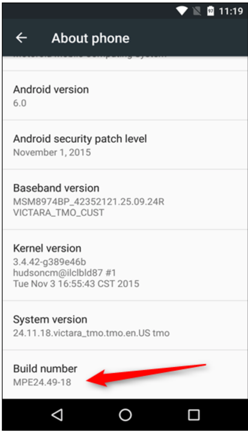 11:19
About phone
Android version
6.0
Android security patch level
November 1, 2015
Baseband version
MSM8974BP_42352121.25.09.24R
VICTARA_TMO_CUST
Kernel version
3.4.42-g389e46b
hudsoncm@ilclbld87 #1
Tue Nov 3 16:55:43 CST 2015
System version
24.11.18.victara_tmo.tmo.en.US tmo
Build number
MPE24.49-18